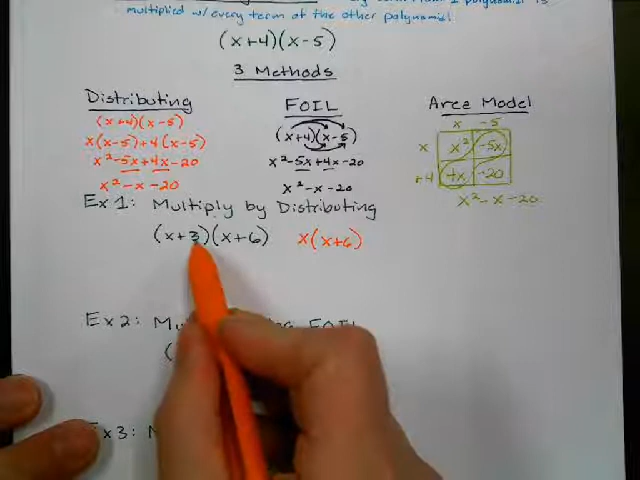 multiplied w/ every term of the other polynomial
(x+4)(x-5)
3 Methods
Distributing
(x+4)(x-5)
x(x-5)+4(x-5)
x²-5x+4x-20
x²-x-20
FOIL
(x+4)(x-5)
x²-5x+4x-20
x²-x-20
Area Model
x -5
x x² -5x
+4 4x -20
x²-x-20
Ex 1: Multiply by Distributing
(x+3)(x+6) x(x+6)
Ex 2: FOIL
Ex 3: